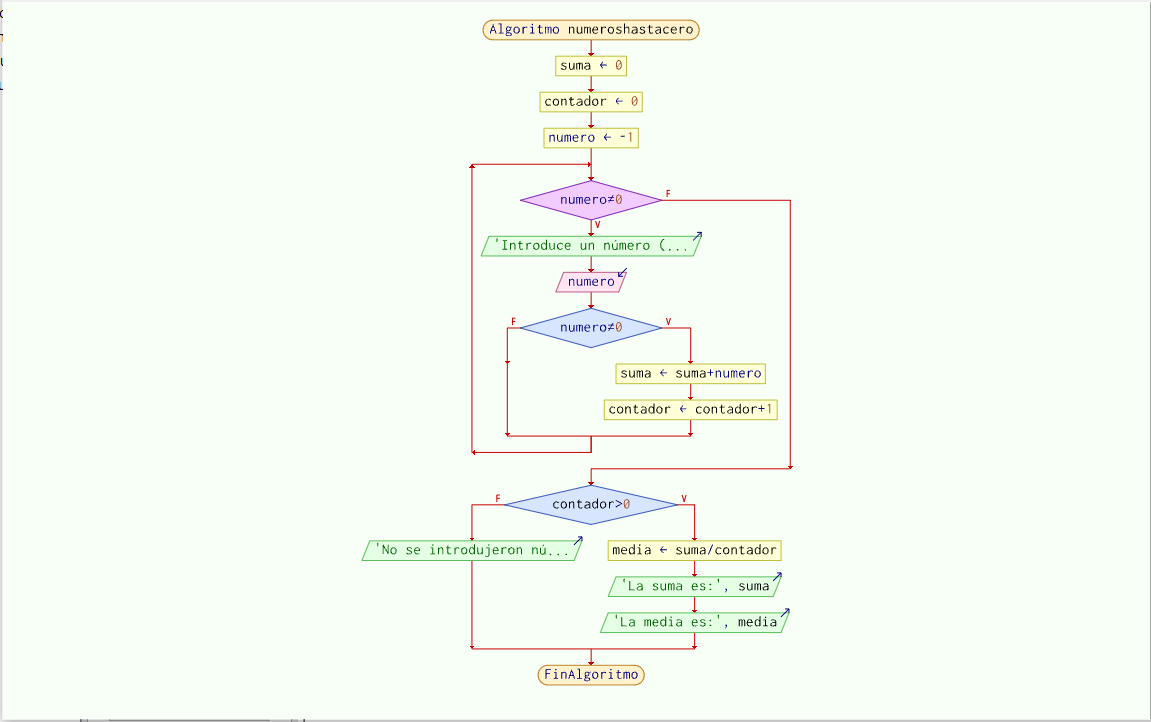 Algoritmo numeroshastacero
suma ← 0
contador ← 0
numero ← -1
numero≠0
F
V
'Introduce un número (...
numero
F
numero≠0
V
suma ← suma+numero
contador ← contador+1
F
contador>0
V
'No se introdujeron nú...
media ← suma/contador
'La suma es:', suma
'La media es:', media
FinAlgoritmo